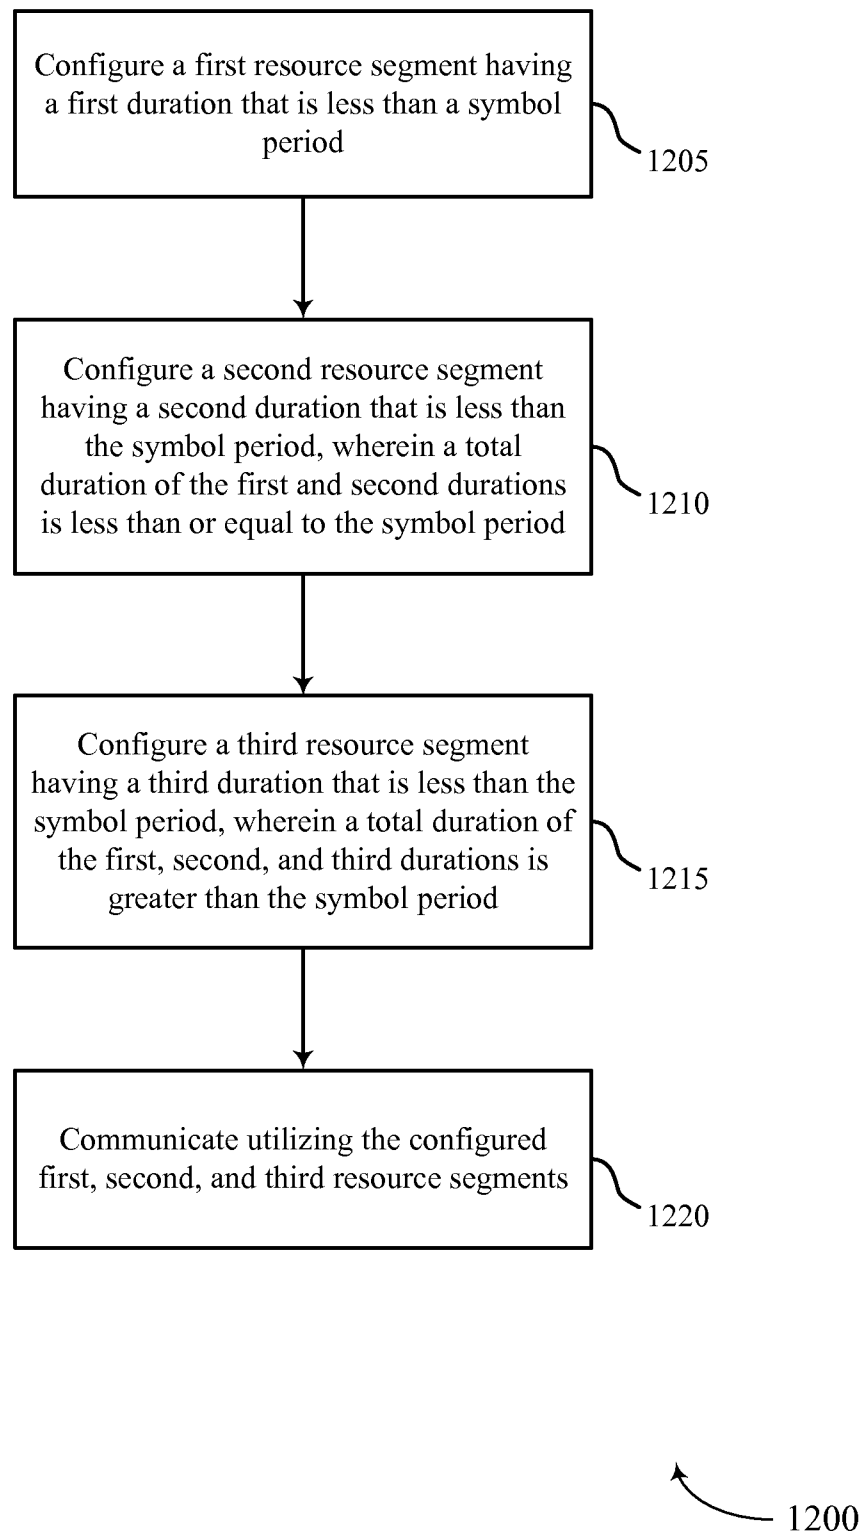 Configure a first resource segment having
a first duration that is less than a symbol
period
1205
Configure a second resource segment
having a second duration that is less than
the symbol period, wherein a total
duration of the first and second durations
is less than or equal to the symbol period
1210
Configure a third resource segment
having a third duration that is less than the
symbol period, wherein a total duration of
the first, second, and third durations is
greater than the symbol period
1215
Communicate utilizing the configured
first, second, and third resource segments
1220
1200